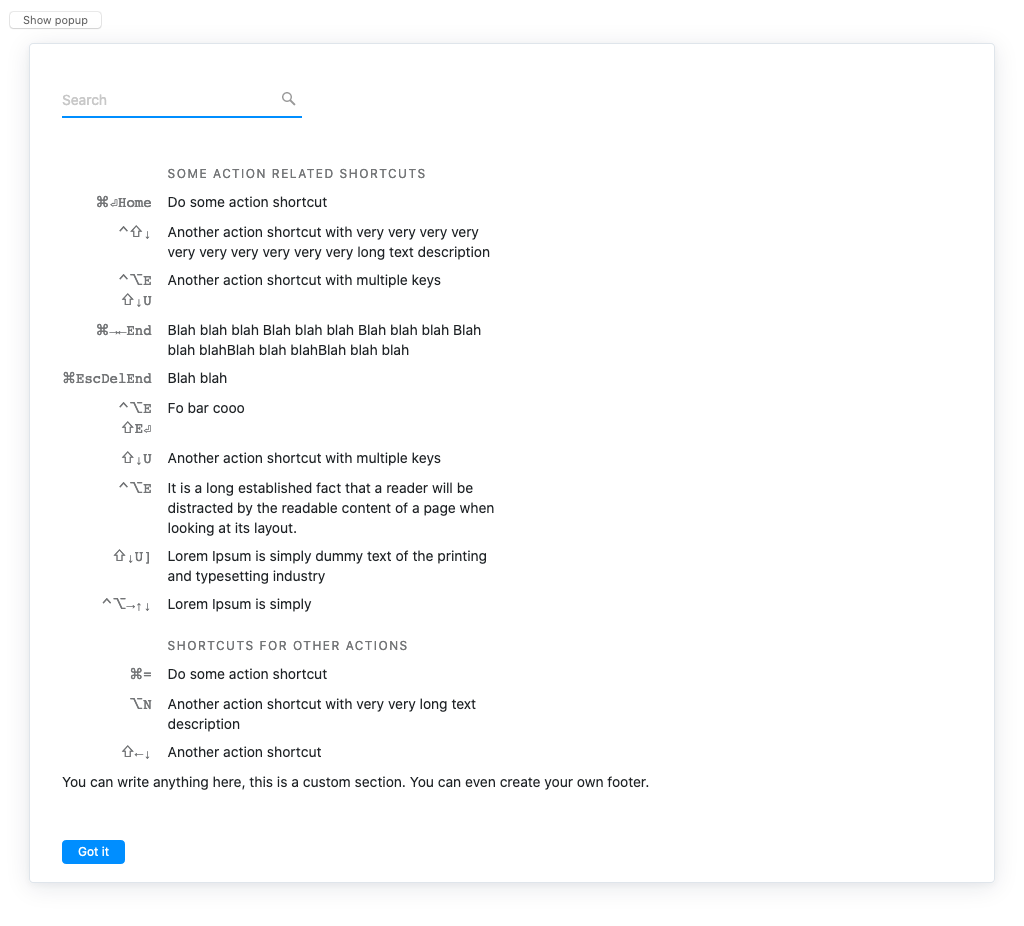 Show popup
Search
SOME ACTION RELATED SHORTCUTS
⌘⏎Home Do some action shortcut
^⇧↓ Another action shortcut with very very very very
very very very very very very long text description
^⌥E Another action shortcut with multiple keys
⇧↓U
⌘→←End Blah blah blah Blah blah blah Blah blah blah Blah
blah blahBlah blah blahBlah blah blah
⌘EscDelEnd Blah blah
^⌥E Fo bar cooo
⇧E⏎
⇧↓U Another action shortcut with multiple keys
^⌥E It is a long established fact that a reader will be
distracted by the readable content of a page when
looking at its layout.
⇧↓U] Lorem Ipsum is simply dummy text of the printing
and typesetting industry
^⌥→↑↓ Lorem Ipsum is simply
SHORTCUTS FOR OTHER ACTIONS
⌘= Do some action shortcut
⌥N Another action shortcut with very very long text
description
⇧←↓ Another action shortcut
You can write anything here, this is a custom section. You can even create your own footer.
Got it